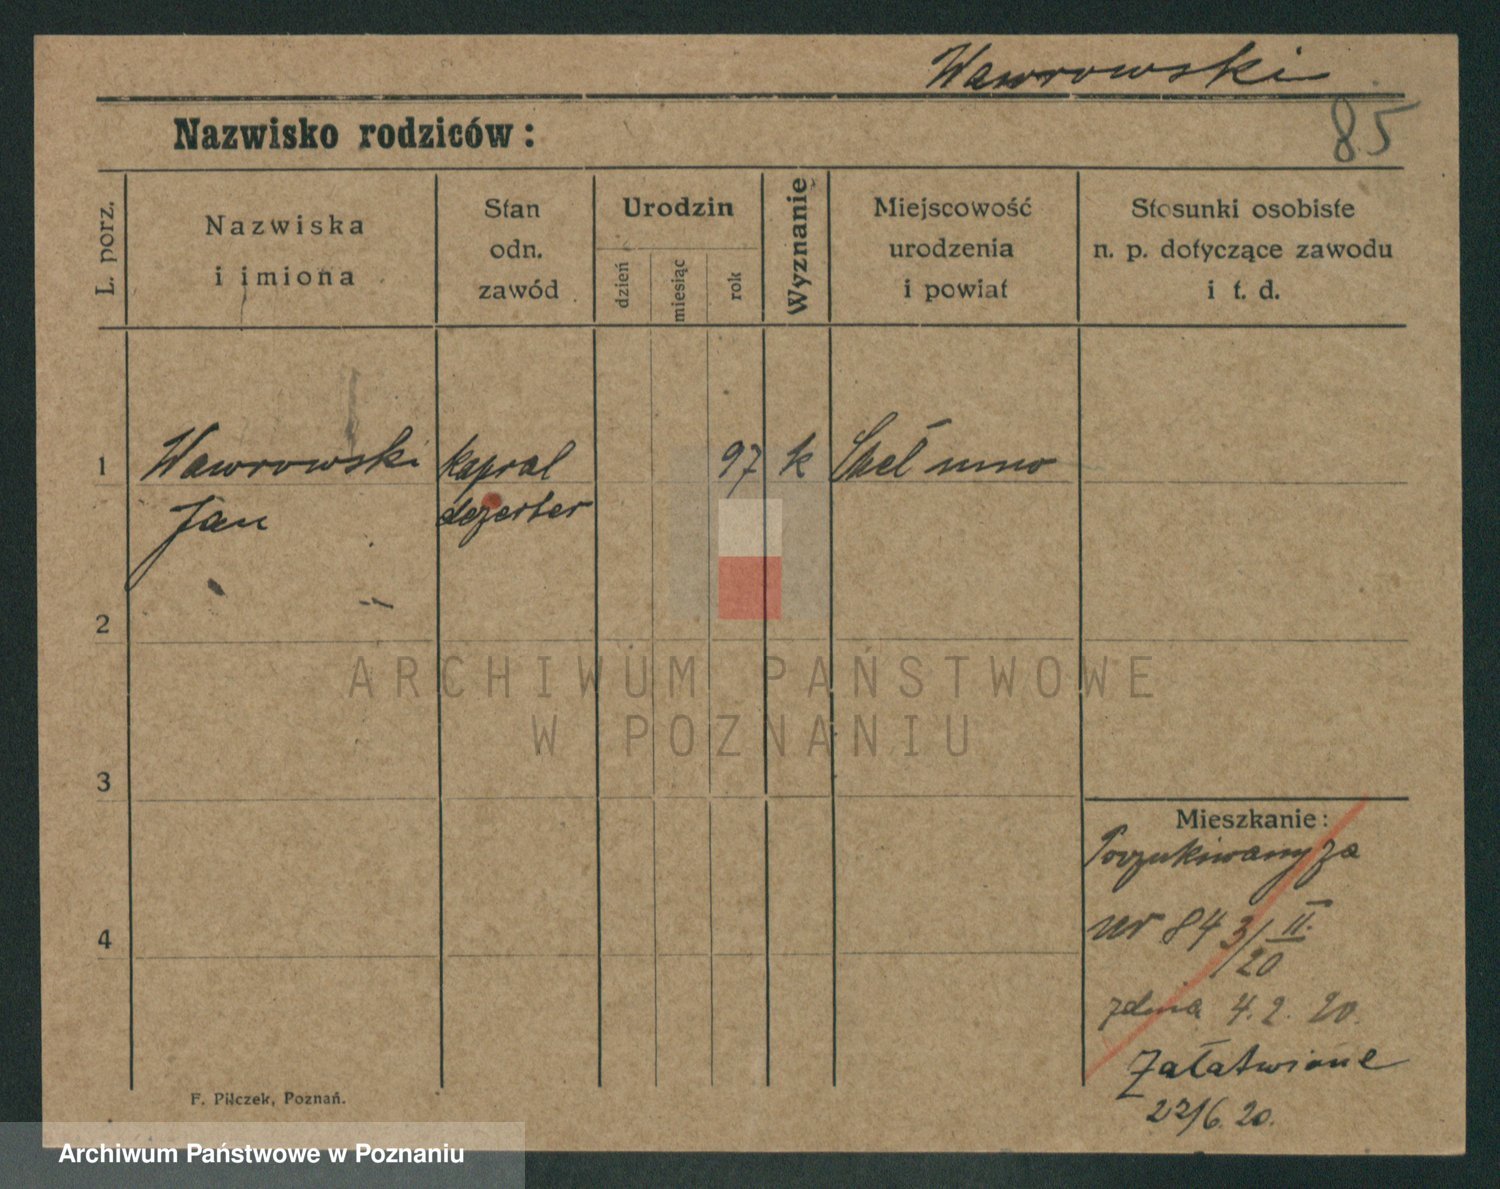 Wawrowski
85
Nazwisko rodziców:
L. porz.
Nazwiska
i imiona
Stan
odn.
zawód
Urodzin
dzień
miesiąc
rok
Wyznanie
Miejscowość
urodzenia
i powiat
Stosunki osobiste
n. p. dotyczące zawodu
i t. d.
1 Wawrowski kapral 97 k
Jan dezerter
2
ARCHIWUM PAŃSTWOWE
W POZNANIU
3
Mieszkanie:
Poszukiwany za
nr 843/II.
20
4
zdnia 4. 2. 20.
Załatwione
22/6. 20.
F. Pilczek, Poznań.
Archiwum Państwowe w Poznaniu